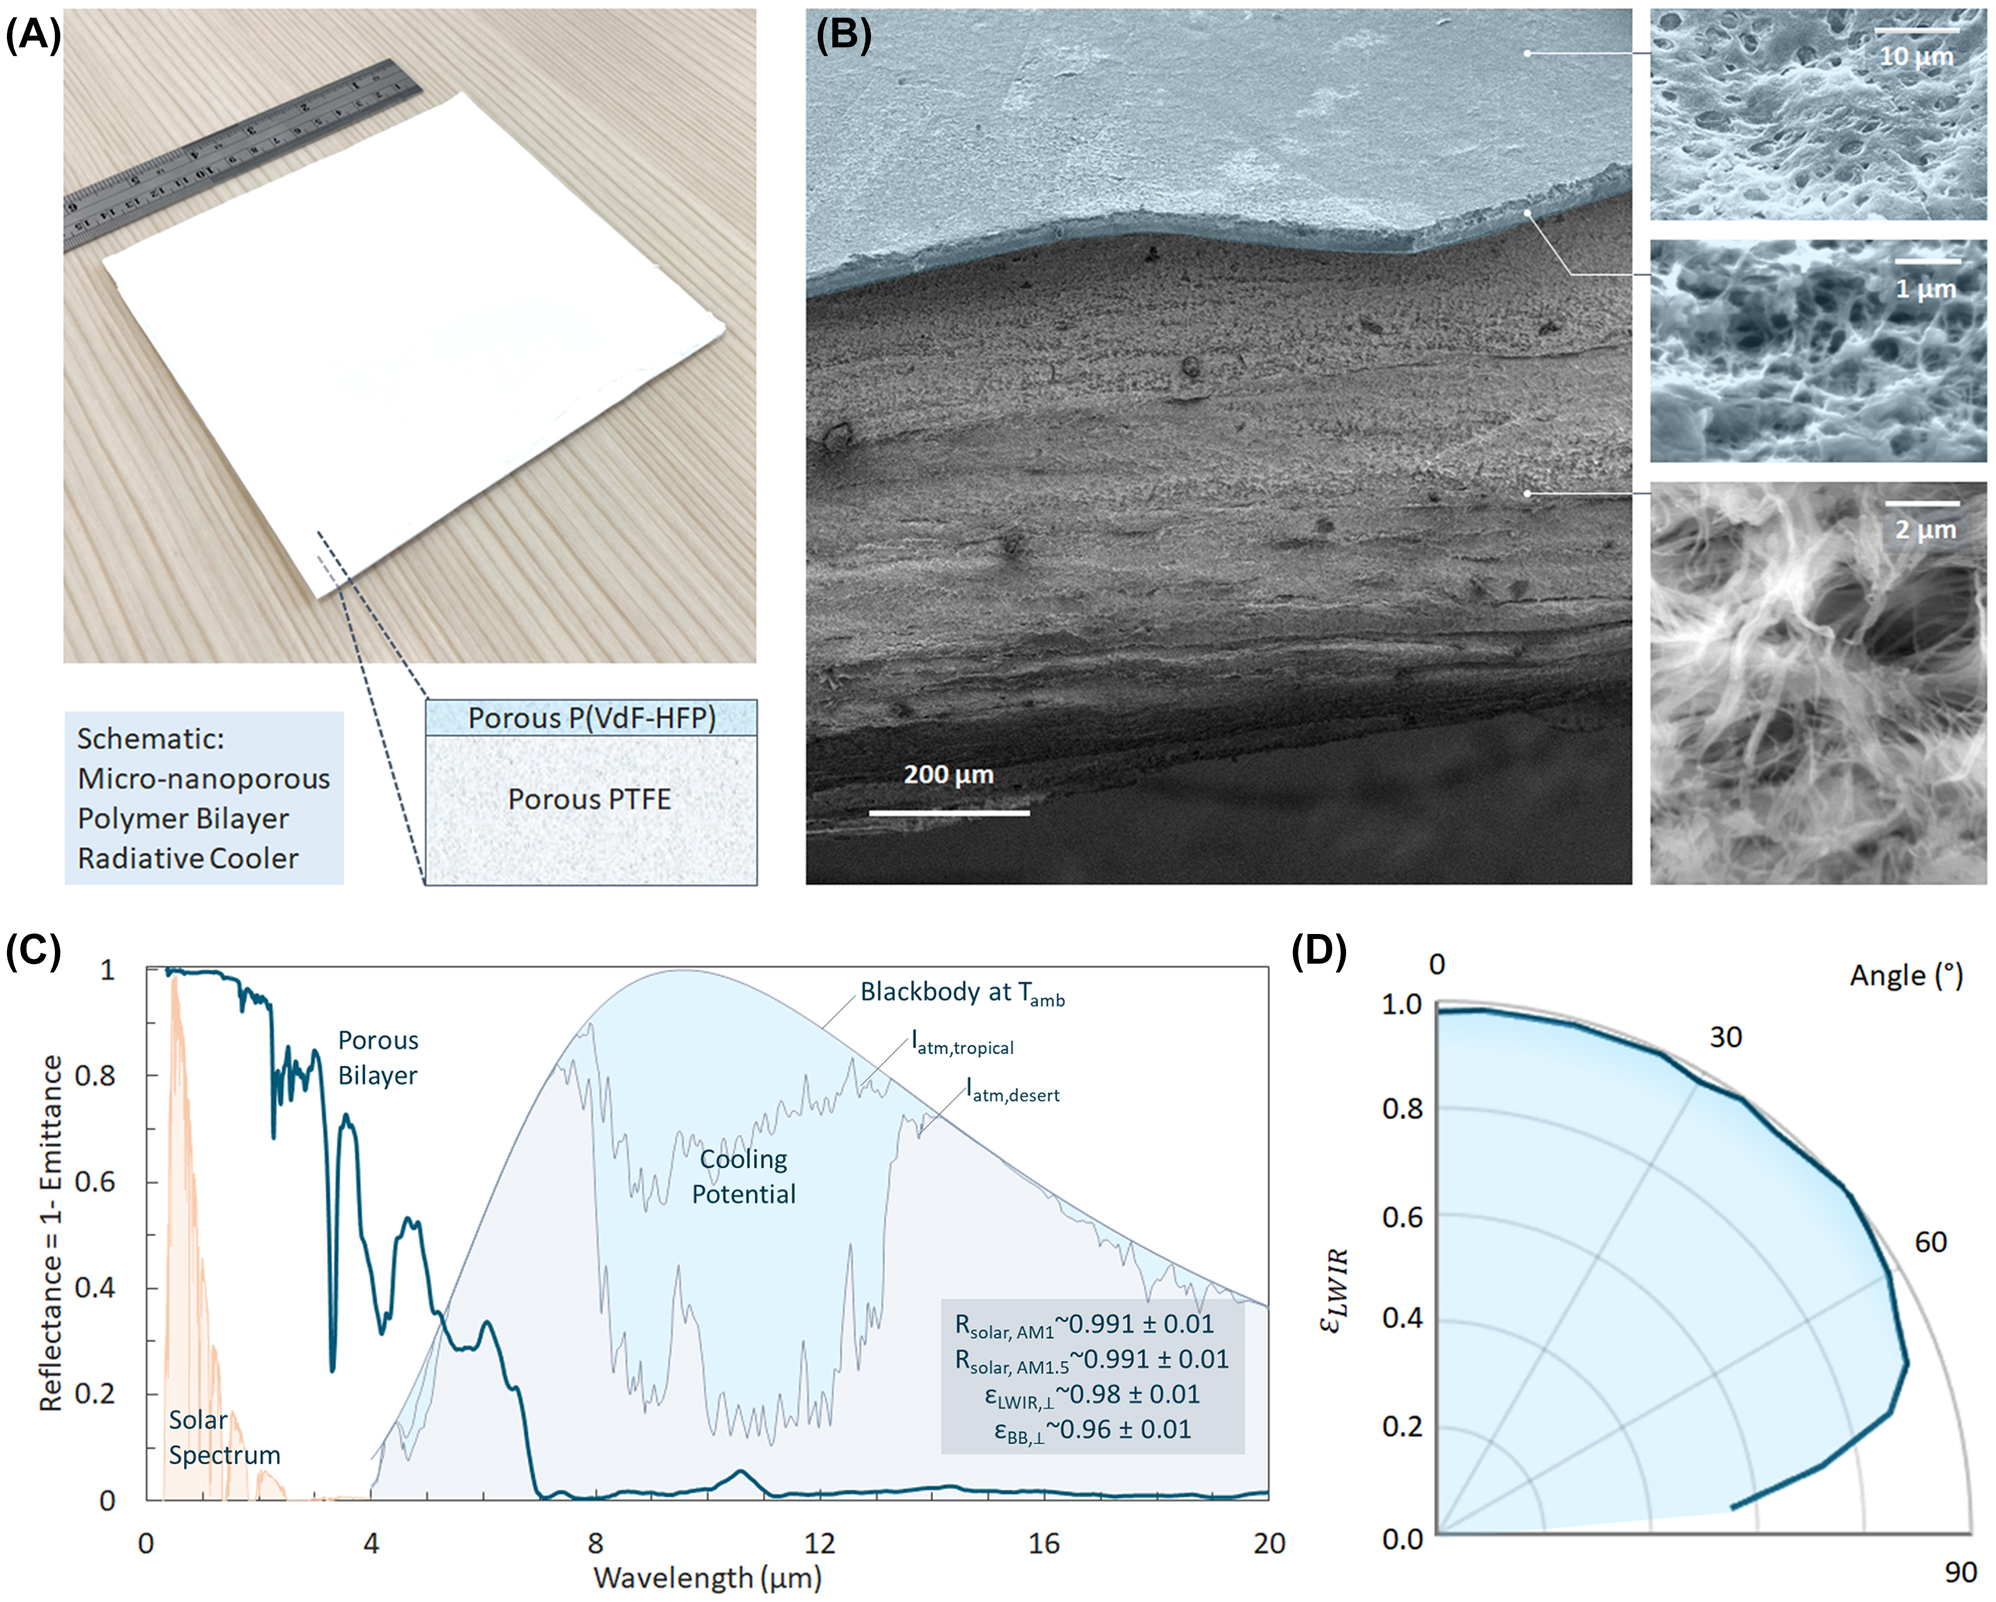 (A)
Schematic:
Micro-nanoporous
Polymer Bilayer
Radiative Cooler
Porous P(VdF-HFP)
Porous PTFE
(B)
200 µm
10 µm
1 µm
2 µm
(C)
Reflectance = 1- Emittance
1
0.8
0.6
0.4
0.2
0
Porous
Bilayer
Solar
Spectrum
Blackbody at Tamb
Iatm,tropical
Iatm,desert
Cooling
Potential
Rsolar, AM1~0.991 ± 0.01
Rsolar, AM1.5~0.991 ± 0.01
εLWIR,⊥~0.98 ± 0.01
εBB,⊥~0.96 ± 0.01
0 4 8 12 16 20
Wavelength (µm)
(D)
0
Angle (°)
30
60
90
εLWIR
1.0
0.8
0.6
0.4
0.2
0.0